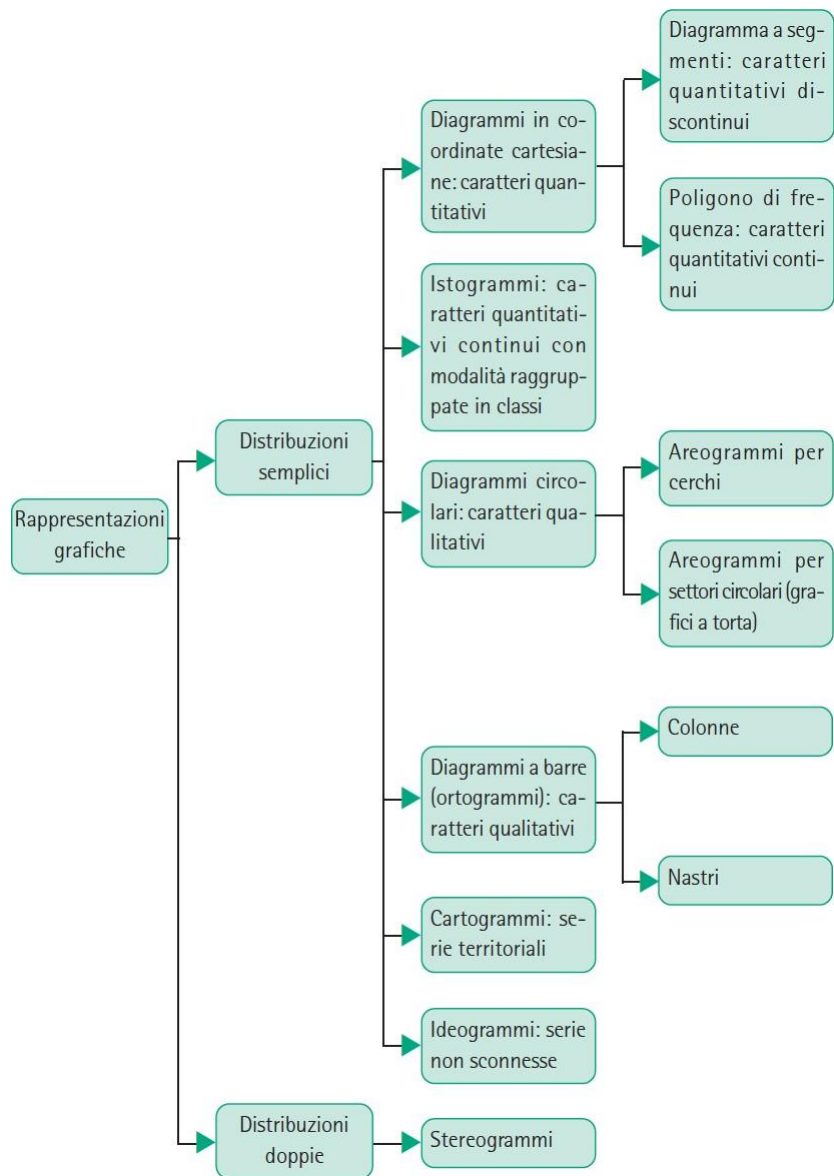 Rappresentazioni
grafiche
Distribuzioni
semplici
Diagrammi in co-
ordinate cartesia-
ne: caratteri quan-
titativi
Diagramma a seg-
menti: caratteri
quantitativi di-
scontinui
Poligono di fre-
quenza: caratteri
quantitativi conti-
nui
Istogrammi: ca-
ratteri quantitati-
vi continui con
modalità raggrup-
pate in classi
Diagrammi circo-
lari: caratteri qua-
litativi
Areogrammi per
cerchi
Areogrammi per
settori circolari (gra-
fici a torta)
Diagrammi a barre
(ortogrammi): ca-
ratteri qualitativi
Colonne
Nastri
Cartogrammi: se-
rie territoriali
Ideogrammi: serie
non sconnesse
Distribuzioni
doppie
Stereogrammi